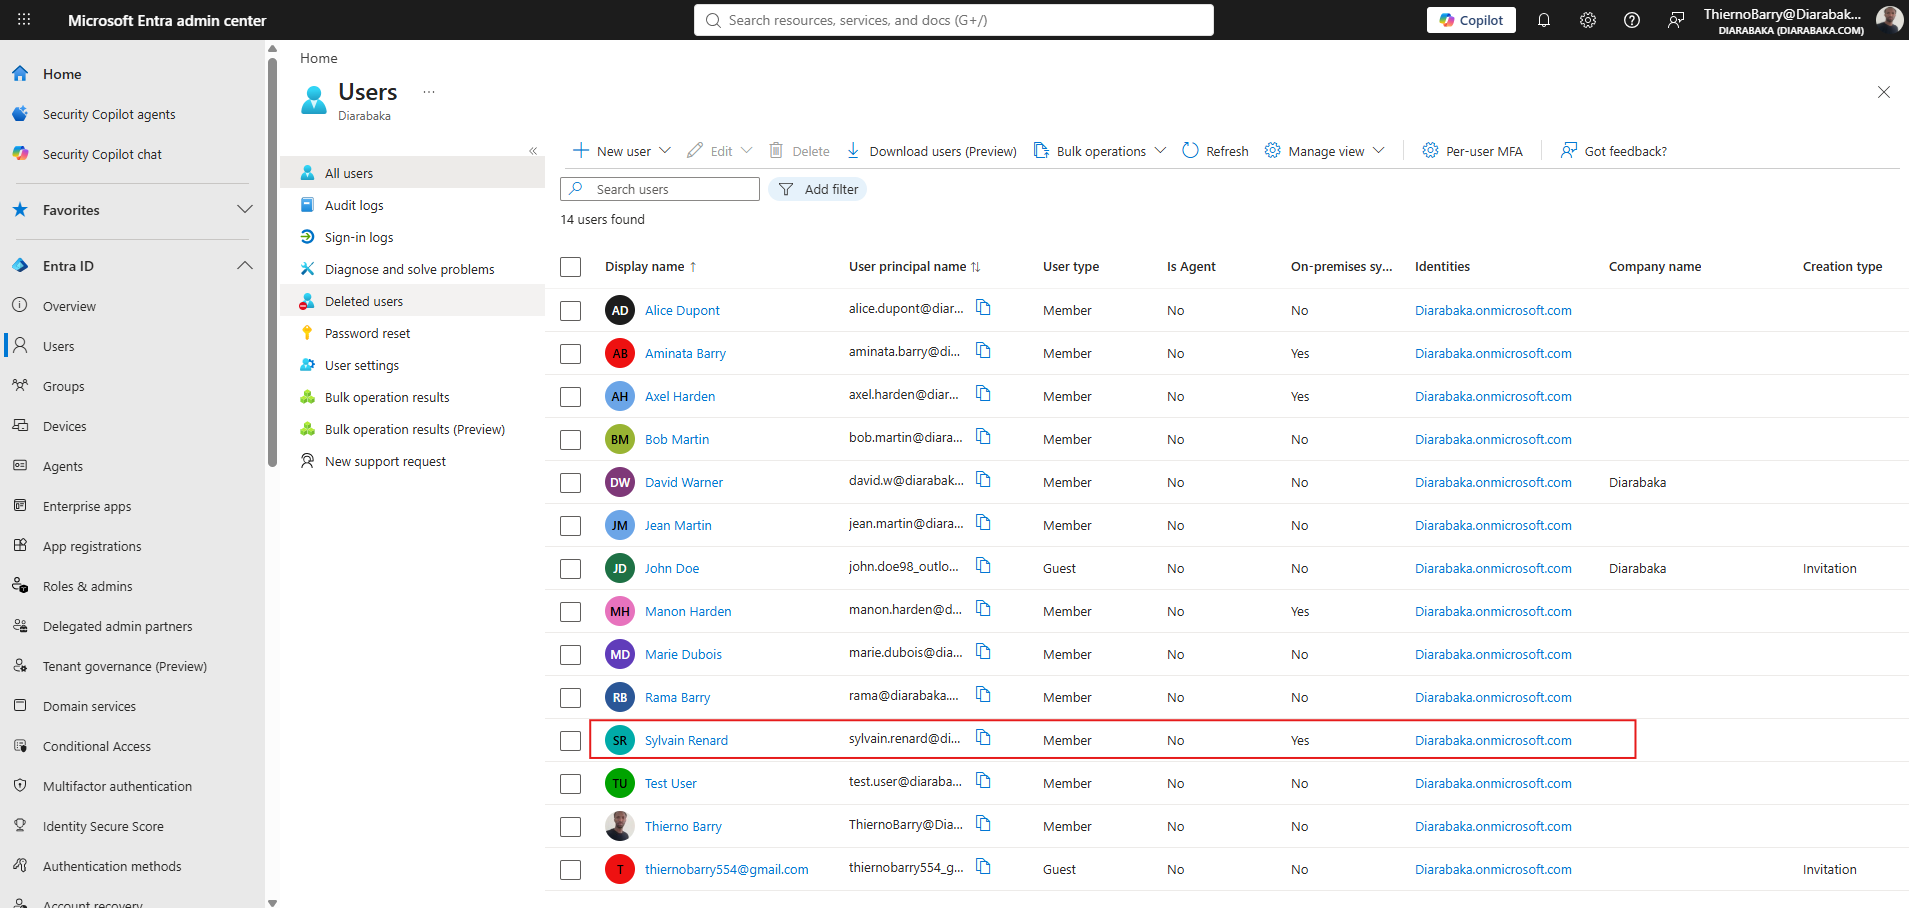 Microsoft Entra admin center
Search resources, services, and docs (G+/)
Copilot
ThiernoBarry@Diarabak...
DIARABAKA (DIARABAKA.COM)
Home
Security Copilot agents
Security Copilot chat
Favorites
Entra ID
Overview
Users
Groups
Devices
Agents
Enterprise apps
App registrations
Roles & admins
Delegated admin partners
Tenant governance (Preview)
Domain services
Conditional Access
Multifactor authentication
Identity Secure Score
Authentication methods
Account recovery
Home
Users ...
Diarabaka
All users
Audit logs
Sign-in logs
Diagnose and solve problems
Deleted users
Password reset
User settings
Bulk operation results
Bulk operation results (Preview)
New support request
New user Edit Delete Download users (Preview) Bulk operations Refresh Manage view Per-user MFA Got feedback?
Search users Add filter
14 users found
Display name ↑ User principal name ↑↓ User type Is Agent On-premises sy... Identities Company name Creation type
AD Alice Dupont alice.dupont@diar... Member No No Diarabaka.onmicrosoft.com
AB Aminata Barry aminata.barry@di... Member No Yes Diarabaka.onmicrosoft.com
AH Axel Harden axel.harden@diar... Member No Yes Diarabaka.onmicrosoft.com
BM Bob Martin bob.martin@diara... Member No No Diarabaka.onmicrosoft.com
DW David Warner david.w@diarabak... Member No No Diarabaka.onmicrosoft.com Diarabaka
JM Jean Martin jean.martin@diara... Member No No Diarabaka.onmicrosoft.com
JD John Doe john.doe98_outlo... Guest No No Diarabaka.onmicrosoft.com Diarabaka Invitation
MH Manon Harden manon.harden@d... Member No Yes Diarabaka.onmicrosoft.com
MD Marie Dubois marie.dubois@dia... Member No No Diarabaka.onmicrosoft.com
RB Rama Barry rama@diarabaka.... Member No No Diarabaka.onmicrosoft.com
SR Sylvain Renard sylvain.renard@di... Member No Yes Diarabaka.onmicrosoft.com
TU Test User test.user@diaraba... Member No No Diarabaka.onmicrosoft.com
Thierno Barry ThiernoBarry@Dia... Member No No Diarabaka.onmicrosoft.com
T thiernobarry554@gmail.com thiernobarry554_g... Guest No No Diarabaka.onmicrosoft.com Invitation